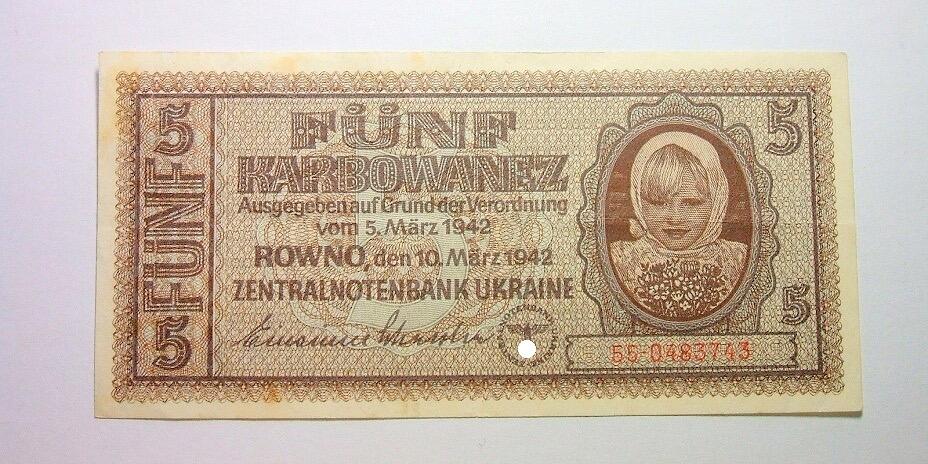 5 FÜNF 5
FÜNF
KARBOWANEZ
Ausgegeben auf Grund der Verordnung
vom 5. März 1942
ROWNO, den 10. März 1942
ZENTRALNOTENBANK UKRAINE
5
5
55·0483743